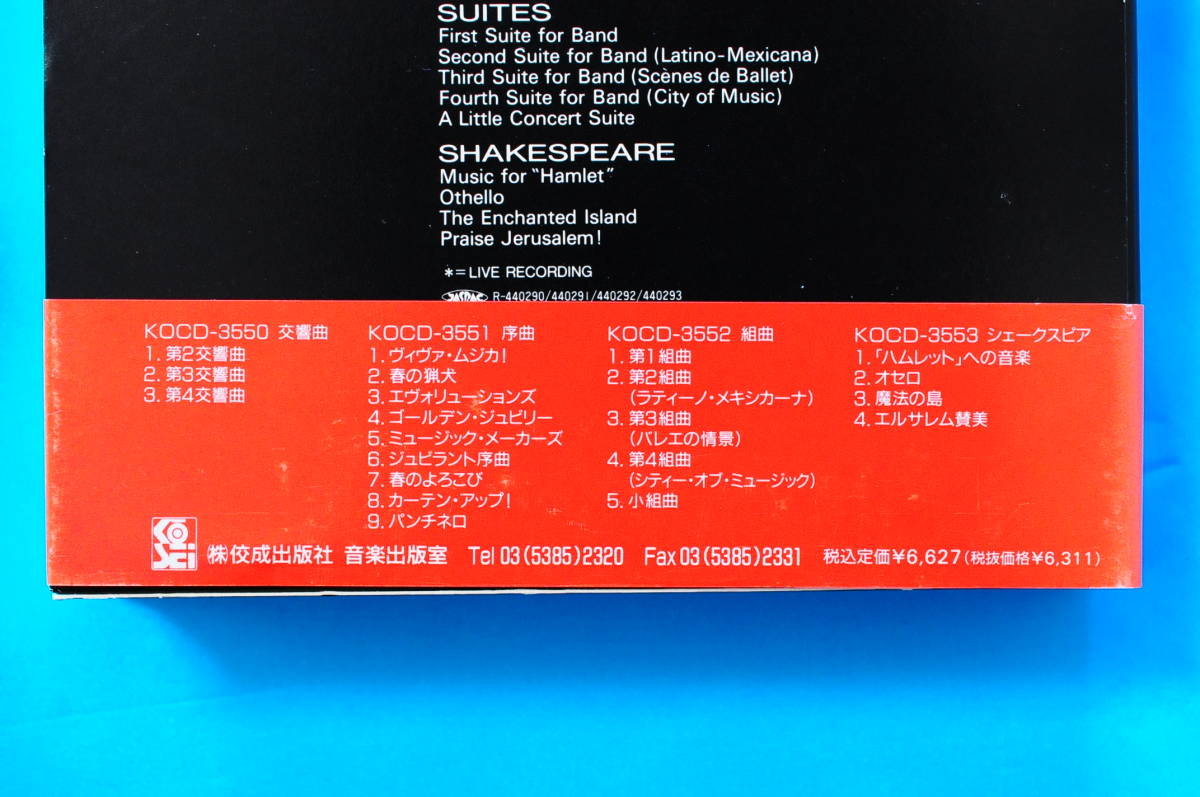 SUITES
First Suite for Band
Second Suite for Band (Latino-Mexicana)
Third Suite for Band (Scènes de Ballet)
Fourth Suite for Band (City of Music)
A Little Concert Suite
SHAKESPEARE
Music for "Hamlet"
Othello
The Enchanted Island
Praise Jerusalem!
*=LIVE RECORDING
JASRAC R-440290/440291/440292/440293
KOCD-3550 交響曲
1. 第2交響曲
2. 第3交響曲
3. 第4交響曲
KOCD-3551 序曲
1. ヴィヴァ・ムジカ!
2. 春の猟犬
3. エヴォリューションズ
4. ゴールデン・ジュビリー
5. ミュージック・メーカーズ
6. ジュビラント序曲
7. 春のよろこび
8. カーテン・アップ!
9. パンチネロ
KOCD-3552 組曲
1. 第1組曲
2. 第2組曲
(ラティーノ・メキシカーナ)
3. 第3組曲
(バレエの情景)
4. 第4組曲
(シティー・オブ・ミュージック)
5. 小組曲
KOCD-3553 シェークスピア
1. 「ハムレット」への音楽
2. オセロ
3. 魔法の島
4. エルサレム賛美
KŌSEI
㈱佼成出版社 音楽出版室 Tel 03(5385)2320 Fax 03(5385)2331 税込定価¥6,627(税抜価格¥6,311)